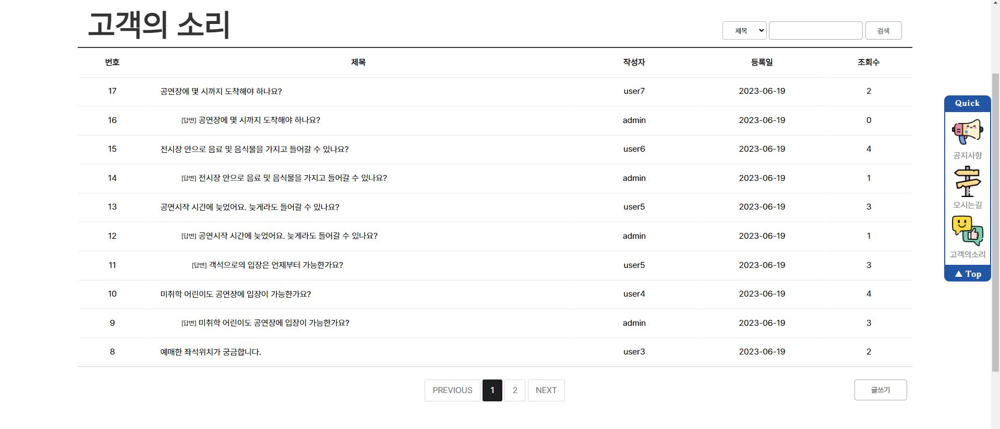 고객의 소리
제목 검색
번호 제목 작성자 등록일 조회수
17 공연장에 몇 시까지 도착해야 하나요? user7 2023-06-19 2
16 [답변] 공연장에 몇 시까지 도착해야 하나요? admin 2023-06-19 0
15 전시장 안으로 음료 및 음식물을 가지고 들어갈 수 있나요? user6 2023-06-19 4
14 [답변] 전시장 안으로 음료 및 음식물을 가지고 들어갈 수 있나요? admin 2023-06-19 1
13 공연시작 시간에 늦었어요. 늦게라도 들어갈 수 있나요? user5 2023-06-19 3
12 [답변] 공연시작 시간에 늦었어요. 늦게라도 들어갈 수 있나요? admin 2023-06-19 1
11 [답변] 객석으로의 입장은 언제부터 가능한가요? user5 2023-06-19 3
10 미취학 어린이도 공연장에 입장이 가능한가요? user4 2023-06-19 4
9 [답변] 미취학 어린이도 공연장에 입장이 가능한가요? admin 2023-06-19 3
8 예매한 좌석위치가 궁금합니다. user3 2023-06-19 2
PREVIOUS 1 2 NEXT 글쓰기
Quick
공지사항
오시는길
고객의소리
▲ Top